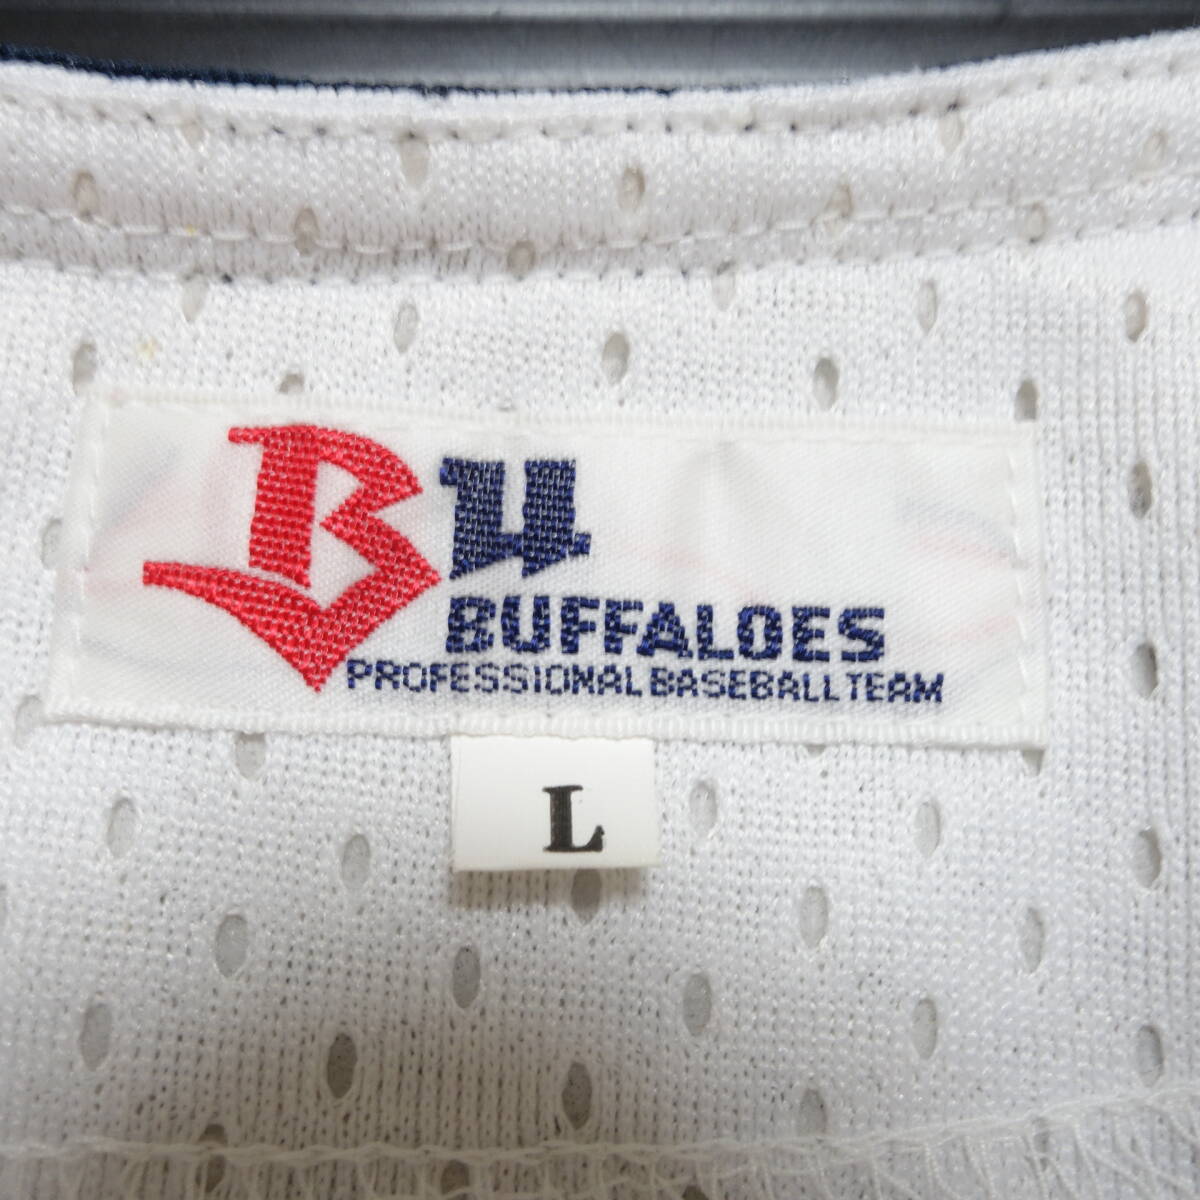 Bu
BUFFALOES
PROFESSIONAL BASEBALL TEAM
L